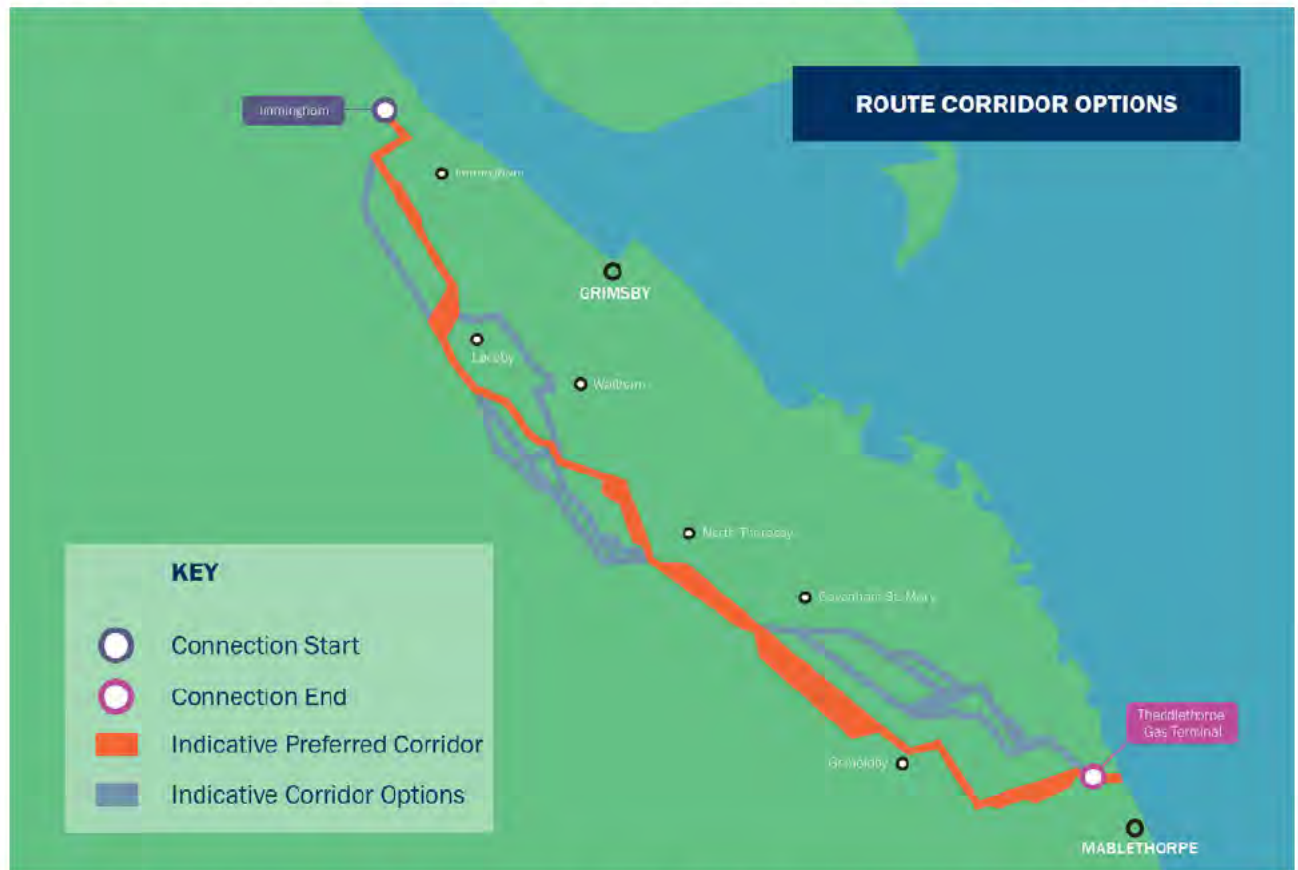 ROUTE CORRIDOR OPTIONS
Immingham
Immingham
GRIMSBY
Laceby
Waltham
North Thoresby
Covenham St. Mary
Grimoldby
Theddlethorpe
Gas Terminal
MABLETHORPE
KEY
Connection Start
Connection End
Indicative Preferred Corridor
Indicative Corridor Options